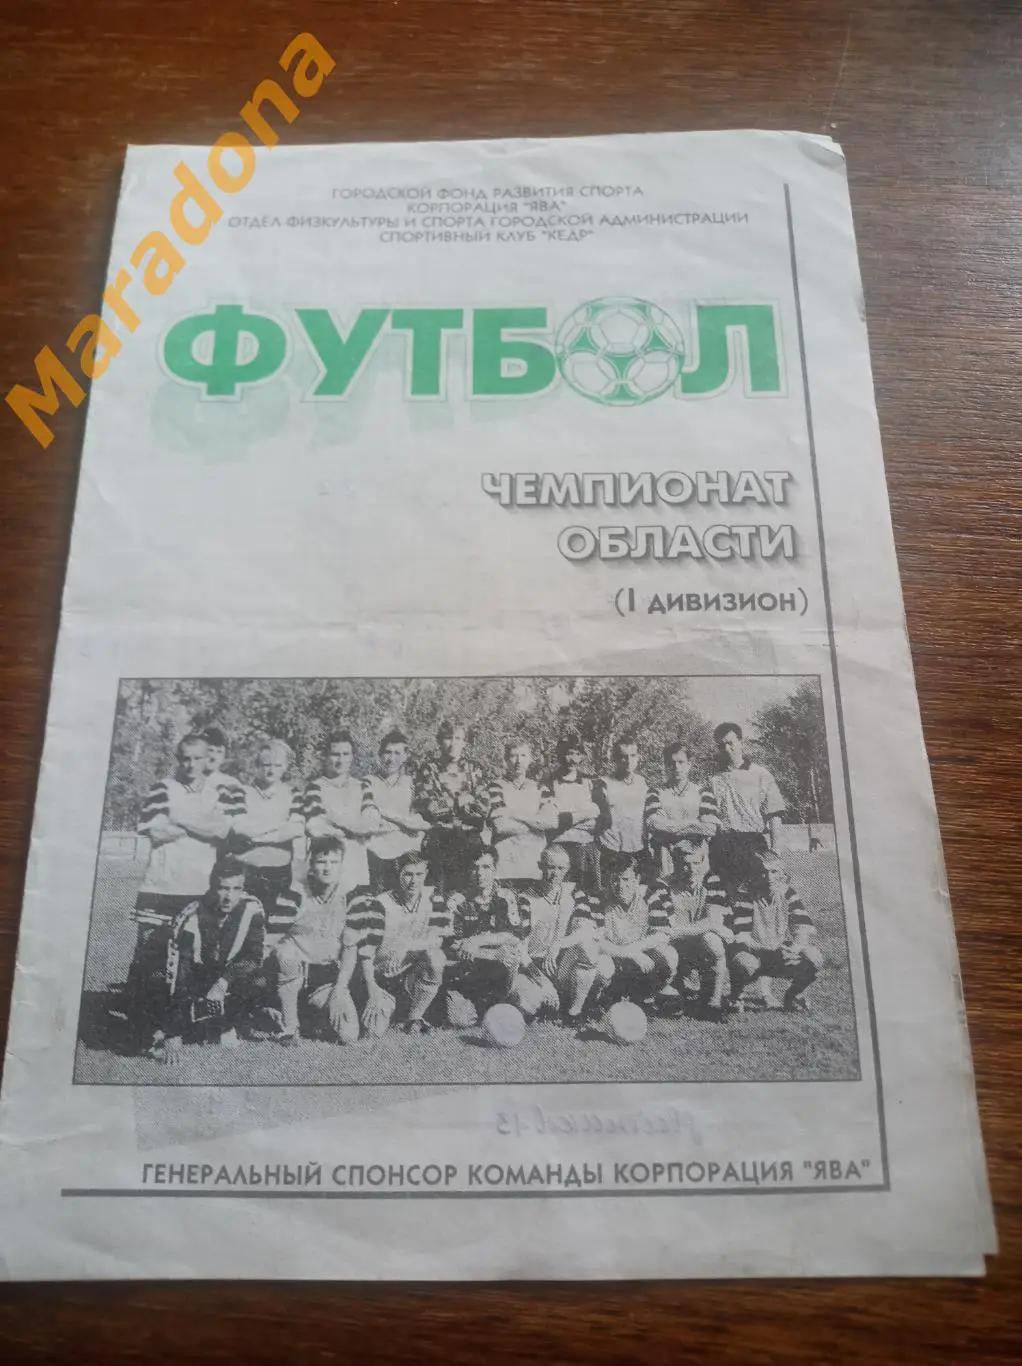 Maradona
ГОРОДСКОЙ ФОНД РАЗВИТИЯ СПОРТА
КОРПОРАЦИЯ "ЯВА"
ОТДЕЛ ФИЗКУЛЬТУРЫ И СПОРТА ГОРОДСКОЙ АДМИНИСТРАЦИИ
СПОРТИВНЫЙ КЛУБ "КЕДР"
ФУТБОЛ
ЧЕМПИОНАТ
ОБЛАСТИ
(I ДИВИЗИОН)
ГЕНЕРАЛЬНЫЙ СПОНСОР КОМАНДЫ КОРПОРАЦИЯ "ЯВА"